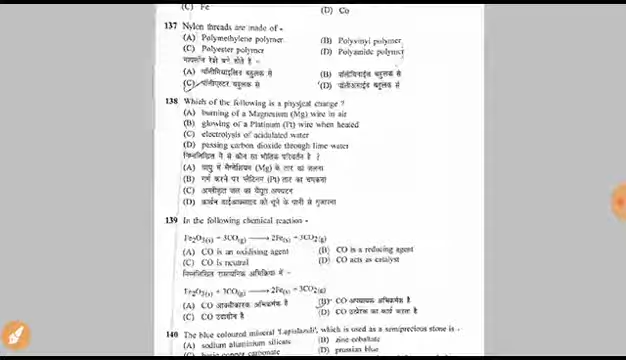 (C) Fe (D) Co
137 Nylon threads are made of -
(A) Polymethylene polymer (B) Polyvinyl polymer
(C) Polyester polymer (D) Polyamide polymer
नायलॉन रेशे बने होते है -
(A) पॉलीमिथाइलिन बहुलक से (B) पॉलीविनाईल बहुलक से
(C) पॉलीएस्टर बहुलक से (D) पॉलीअमाईड बहुलक से
138 Which of the following is a physical change ?
(A) burning of a Magnesium (Mg) wire in air
(B) glowing of a Platinum (Pt) wire when heated
(C) electrolysis of acidulated water
(D) passing carbon dioxide through lime water
निम्नलिखित में से कौन सा भौतिक परिवर्तन है ?
(A) वायु में मैग्नेशियम (Mg) के तार का जलना
(B) गर्म करने पर प्लेटिनम (Pt) तार का चमकना
(C) अम्लीकृत जल का वैद्युत अपघटन
(D) कार्बन डाईआक्साइड को चूने के पानी से गुजारना
139 In the following chemical reaction -
Fe2O3(s) + 3CO(g) ⟶ 2Fe(s) + 3CO2(g)
(A) CO is an oxidising agent (B) CO is a reducing agent
(C) CO is neutral (D) CO acts as catalyst
निम्नलिखित रासायनिक अभिक्रिया में -
Fe2O3(s) + 3CO(g) ⟶ 2Fe(s) + 3CO2(g)
(A) CO आक्सीकारक अभिकर्मक है (B) CO अपचायक अभिकर्मक है
(C) CO उदासीन है (D) CO उत्प्रेरक का कार्य करता है
140 The blue coloured mineral 'Lapislazuli', which is used as a semiprecious stone is -
(A) sodium aluminium silicate (B) zinc cobaltate
(C) basic copper carbonate (D) prussian blue